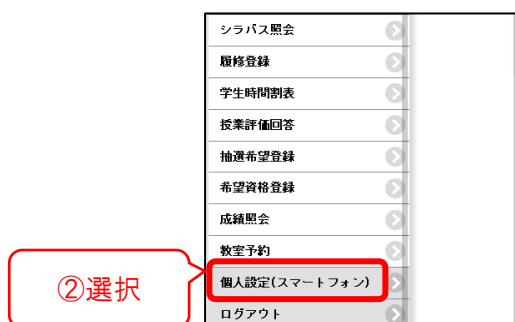 シラバス照会
履修登録
学生時間割表
授業評価回答
抽選希望登録
希望資格登録
成績照会
教室予約
②選択
個人設定(スマートフォン)
ログアウト